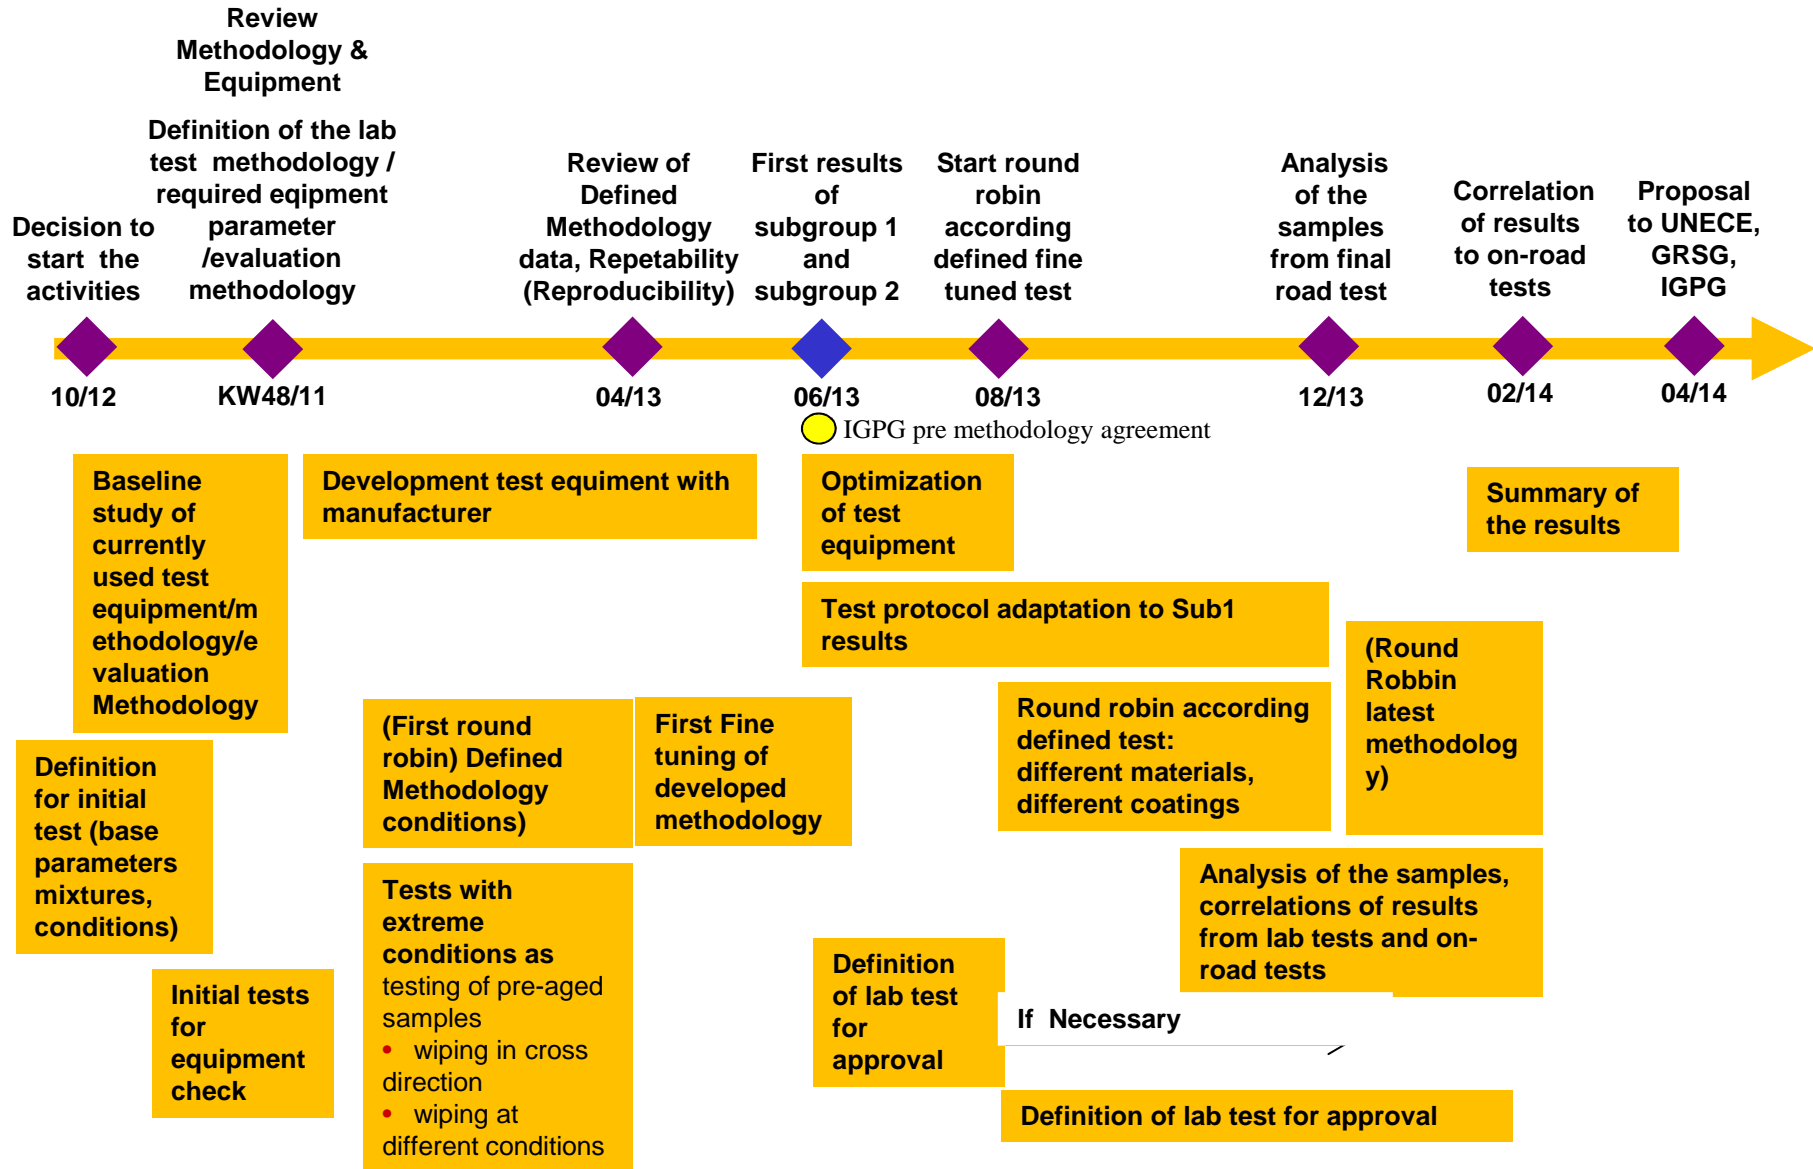 Review
Methodology &
Equipment
Decision to
start the
activities
Definition of the lab
test methodology /
required eqipment
parameter
/evaluation
methodology
Review of
Defined
Methodology
data, Repetability
(Reproducibility)
First results
of
subgroup 1
and
subgroup 2
Start round
robin
according
defined fine
tuned test
Analysis
of the
samples
from final
road test
Correlation
of results
to on-road
tests
Proposal
to UNECE,
GRSG,
IGPG
10/12
KW48/11
04/13
06/13
08/13
12/13
02/14
04/14
IGPG pre methodology agreement
Baseline
study of
currently
used test
equipment/m
ethodology/e
valuation
Methodology
Development test equiment with
manufacturer
Optimization
of test
equipment
Summary of
the results
Test protocol adaptation to Sub1
results
(Round
Robbin
latest
methodolog
y)
Definition
for initial
test (base
parameters
mixtures,
conditions)
(First round
robin) Defined
Methodology
conditions)
First Fine
tuning of
developed
methodology
Round robin according
defined test:
different materials,
different coatings
Initial tests
for
equipment
check
Tests with
extreme
conditions as
testing of pre-aged
samples
• wiping in cross
direction
• wiping at
different conditions
Analysis of the samples,
correlations of results
from lab tests and on-
road tests
Definition
of lab test
for
approval
If Necessary
Definition of lab test for approval